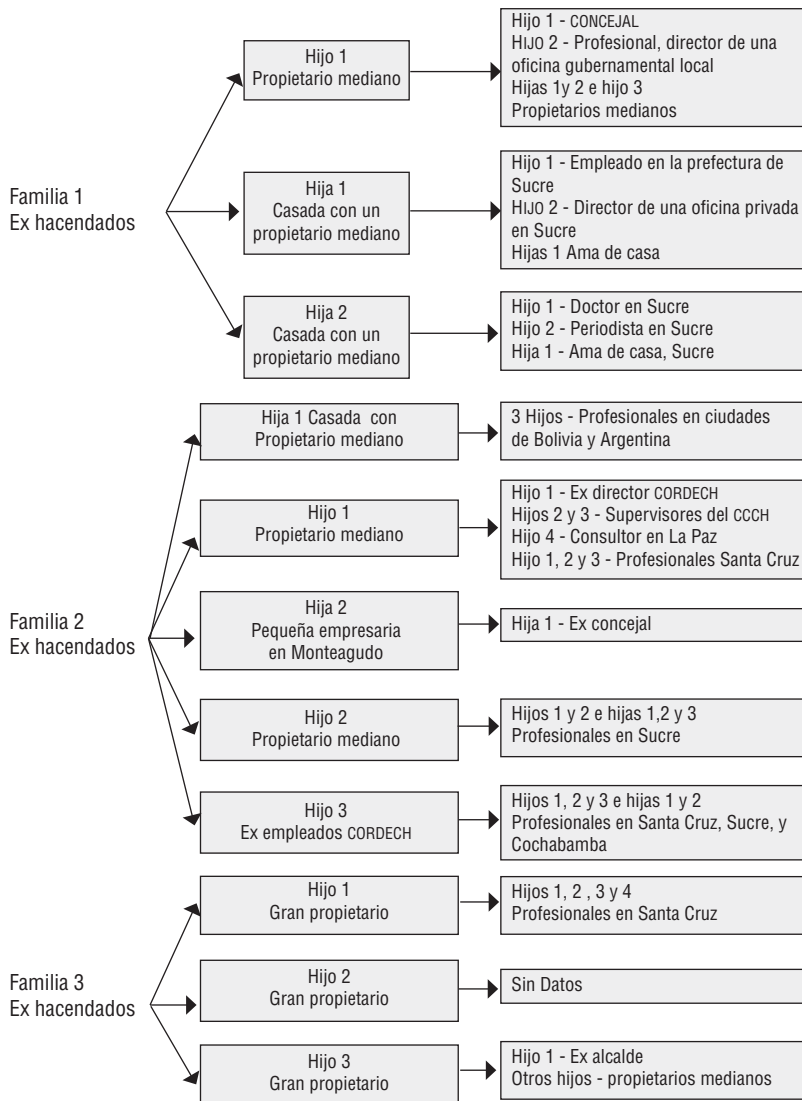 Familia 1
Ex hacendados
Hijo 1
Propietario mediano
Hijo 1 - CONCEJAL
HIJO 2 - Profesional, director de una
oficina gubernamental local
Hijas 1y 2 e hijo 3
Propietarios medianos
Hija 1
Casada con un
propietario mediano
Hijo 1 - Empleado en la prefectura de
Sucre
HIJO 2 - Director de una oficina privada
en Sucre
Hijas 1 Ama de casa
Hija 2
Casada con un
propietario mediano
Hijo 1 - Doctor en Sucre
Hijo 2 - Periodista en Sucre
Hija 1 - Ama de casa, Sucre
Familia 2
Ex hacendados
Hija 1 Casada con
Propietario mediano
3 Hijos - Profesionales en ciudades
de Bolivia y Argentina
Hijo 1
Propietario mediano
Hijo 1 - Ex director CORDECH
Hijos 2 y 3 - Supervisores del CCCH
Hijo 4 - Consultor en La Paz
Hijo 1, 2 y 3 - Profesionales Santa Cruz
Hija 2
Pequeña empresaria
en Monteagudo
Hija 1 - Ex concejal
Hijo 2
Propietario mediano
Hijos 1 y 2 e hijas 1,2 y 3
Profesionales en Sucre
Hijo 3
Ex empleados CORDECH
Hijos 1, 2 y 3 e hijas 1 y 2
Profesionales en Santa Cruz, Sucre, y
Cochabamba
Familia 3
Ex hacendados
Hijo 1
Gran propietario
Hijos 1, 2 , 3 y 4
Profesionales en Santa Cruz
Hijo 2
Gran propietario
Sin Datos
Hijo 3
Gran propietario
Hijo 1 - Ex alcalde
Otros hijos - propietarios medianos